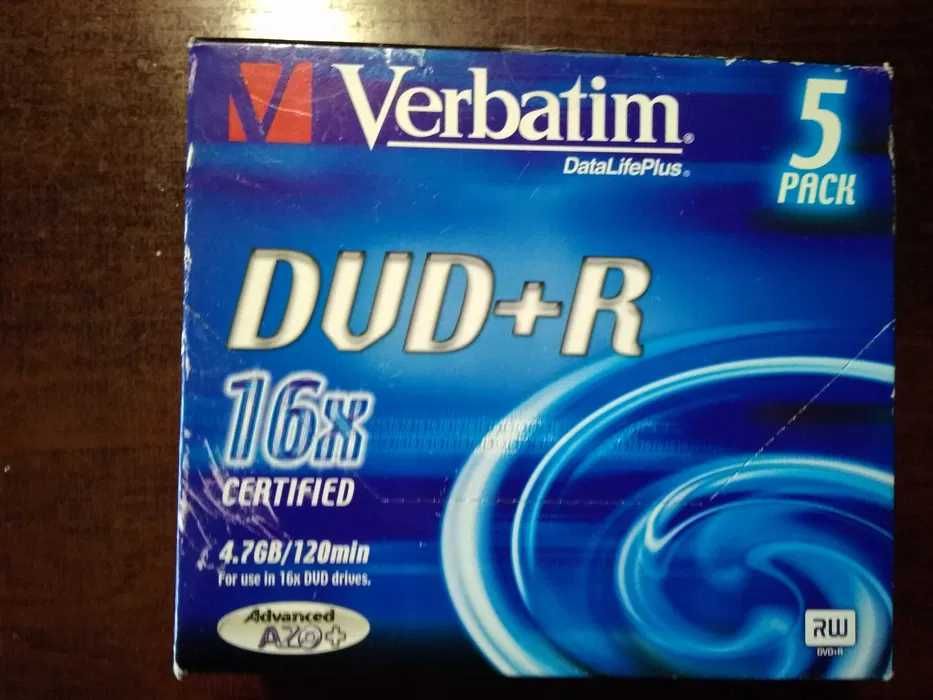 Verbatim®
DataLifePlus®
5
PACK
DVD+R
16x
CERTIFIED
4.7GB/120min
For use in 16x DVD drives.
Advanced
AZO+
RW
DVD+R